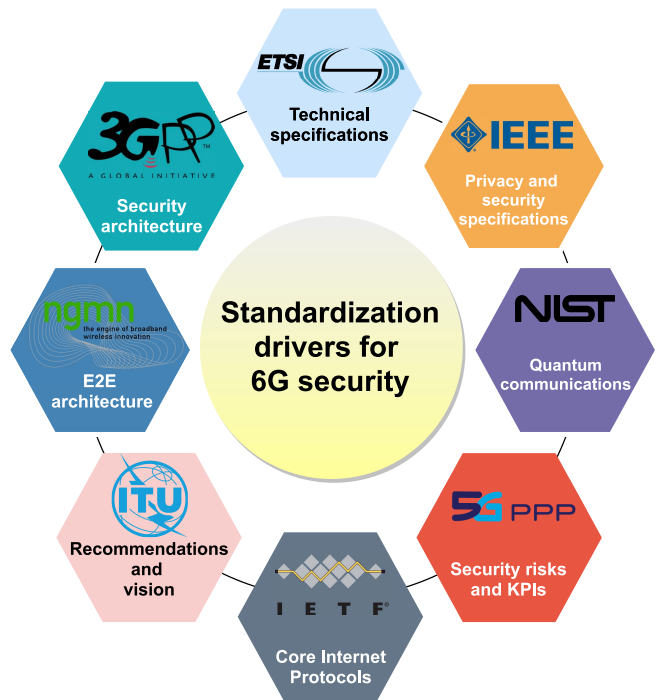 ETSI
Technical
specifications
IEEE
Privacy and
security
specifications
NIST
Quantum
communications
5G PPP
Security risks
and KPIs
I E T F®
Core Internet
Protocols
ITU
Recommendations
and
vision
ngmn
the engine of broadband
wireless innovation
E2E
architecture
3GPP™
A GLOBAL INITIATIVE
Security
architecture
Standardization
drivers for
6G security